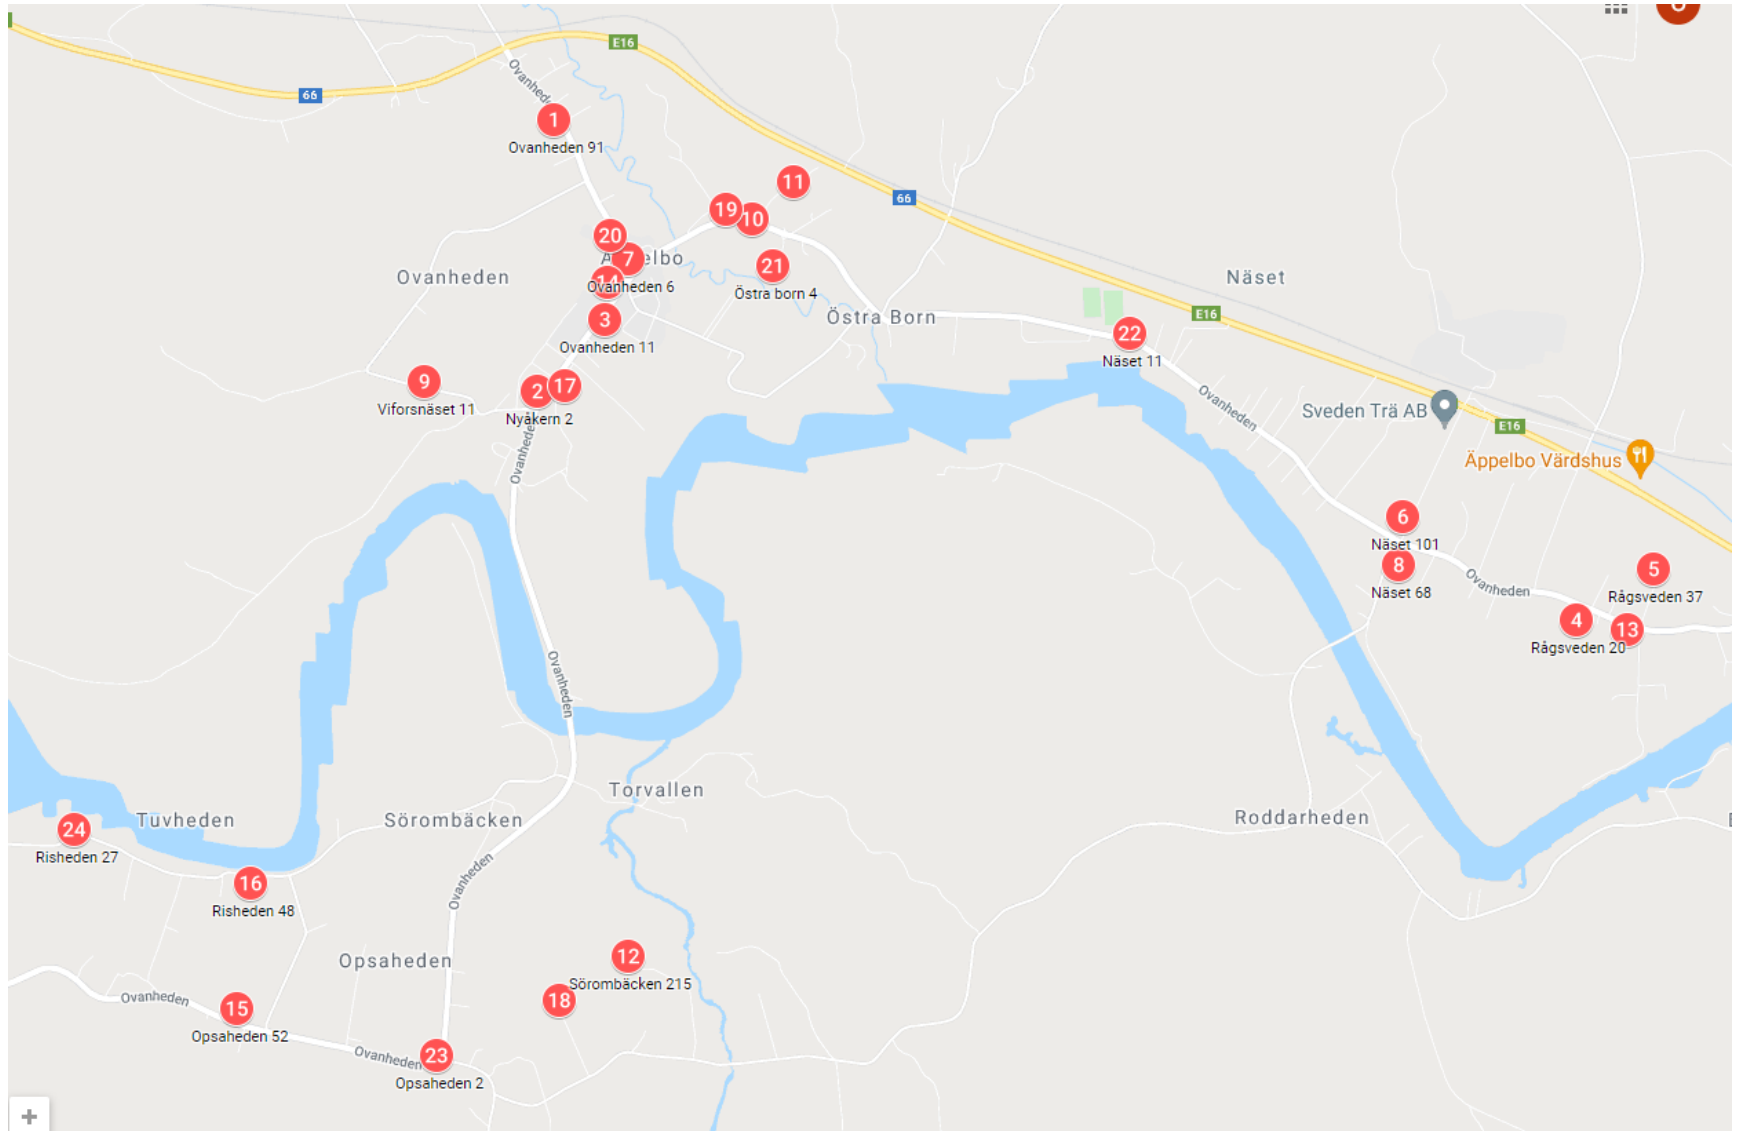 E16
66
Ovanhed
1
Ovanheden 91
11
66
19
10
20
7
Ovanheden
21
Östra born 4
Näset
14
Ovanheden 6
3
Ovanheden 11
Östra Born
E16
22
Näset 11
9
Viforsnäset 11
2
17
Nyåkern 2
Ovanheden
Ovanheden
Sveden Trä AB
E16
Äppelbo Värdshus
6
Näset 101
8
Näset 68
Ovanheden
5
Rågsveden 37
4
13
Rågsveden 20
Ovanheden
Torvallen
24
Tuvheden
Sörombäcken
Roddarheden
Risheden 27
Ovanheden
16
Risheden 48
Opsaheden
12
Sörombäcken 215
18
Ovanheden
15
Opsaheden 52
Ovanheden
23
Opsaheden 2
+